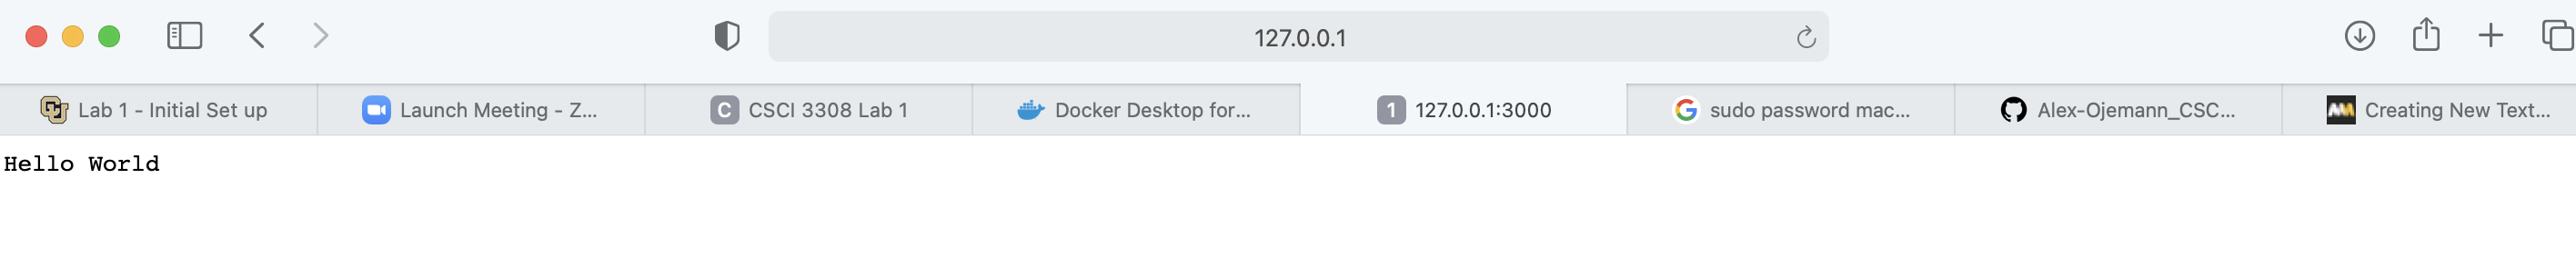 127.0.0.1
Lab 1 - Initial Set up
Launch Meeting - Z...
C CSCI 3308 Lab 1
Docker Desktop for...
1 127.0.0.1:3000
G sudo password mac...
Alex-Ojemann_CSC...
Creating New Text...
Hello World